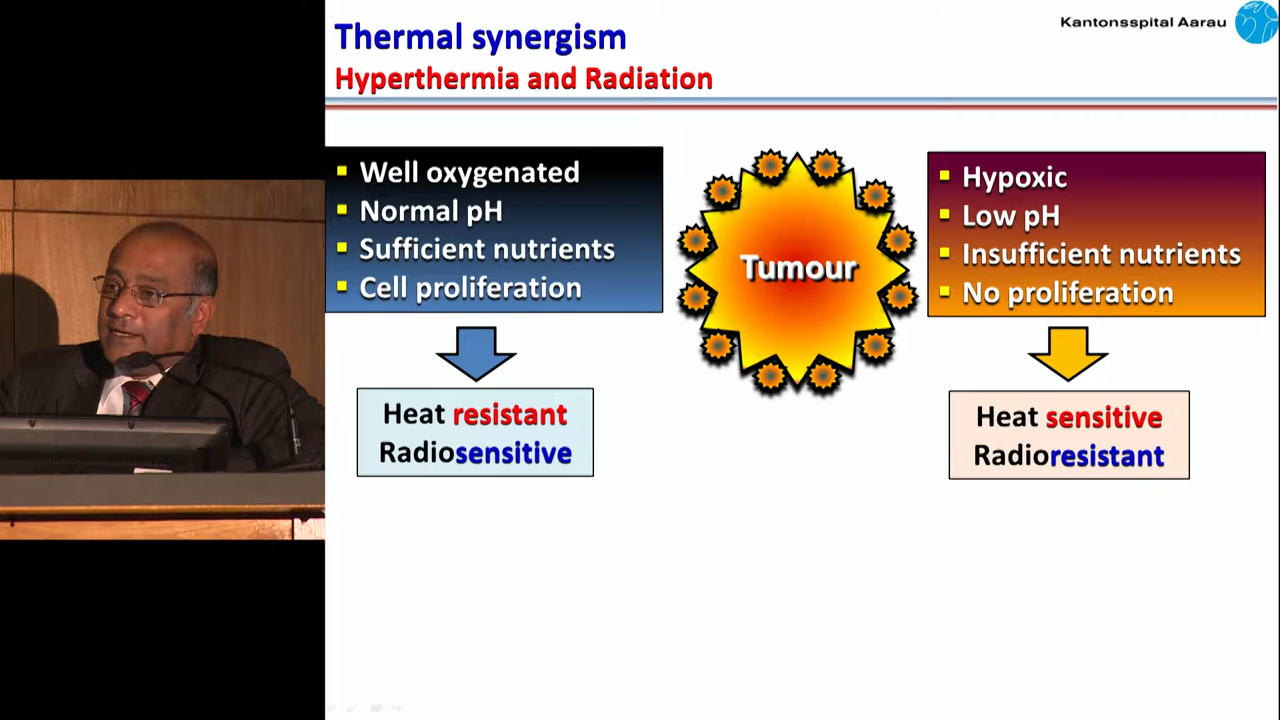 Thermal synergism
Hyperthermia and Radiation
Kantonsspital Aarau
Well oxygenated
Normal pH
Sufficient nutrients
Cell proliferation
Tumour
Hypoxic
Low pH
Insufficient nutrients
No proliferation
Heat resistant
Radiosensitive
Heat sensitive
Radioresistant